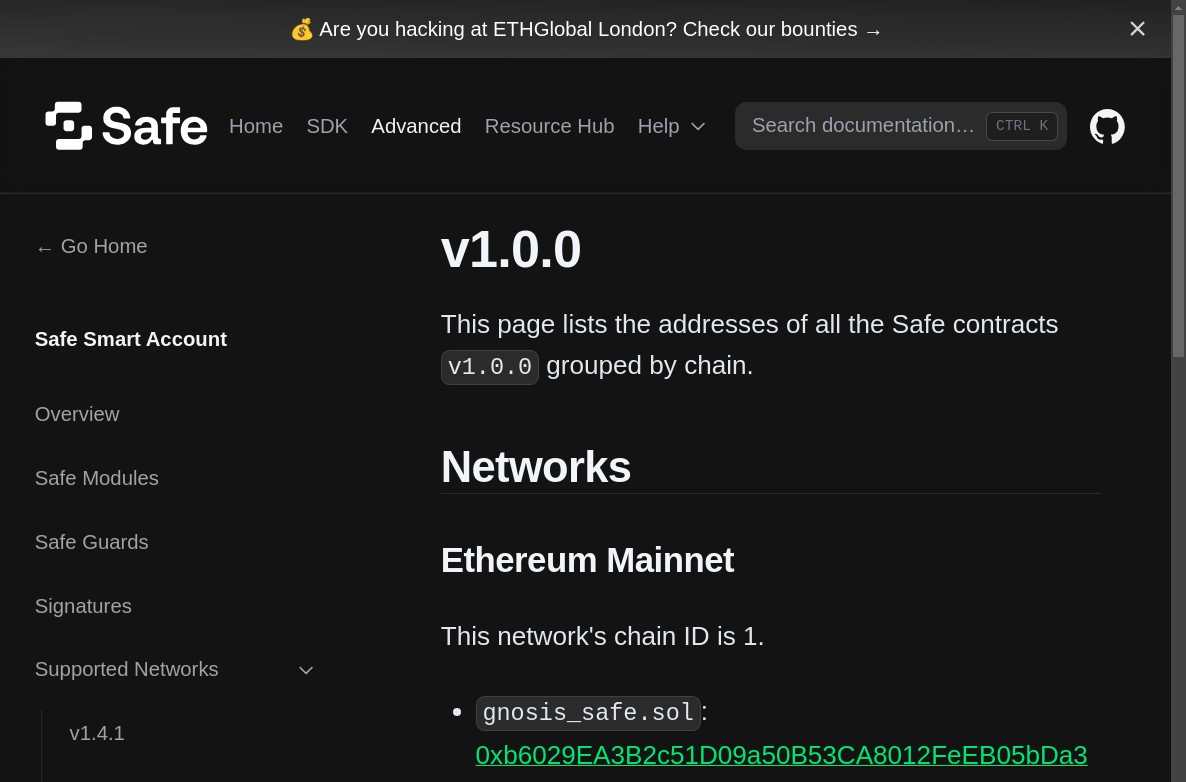 💰 Are you hacking at ETHGlobal London? Check our bounties →
Safe Home SDK Advanced Resource Hub Help Search documentation… CTRL K
← Go Home
Safe Smart Account
Overview
Safe Modules
Safe Guards
Signatures
Supported Networks
v1.4.1
v1.0.0
This page lists the addresses of all the Safe contracts
v1.0.0 grouped by chain.
Networks
Ethereum Mainnet
This network's chain ID is 1.
gnosis_safe.sol:
0xb6029EA3B2c51D09a50B53CA8012FeEB05bDa3